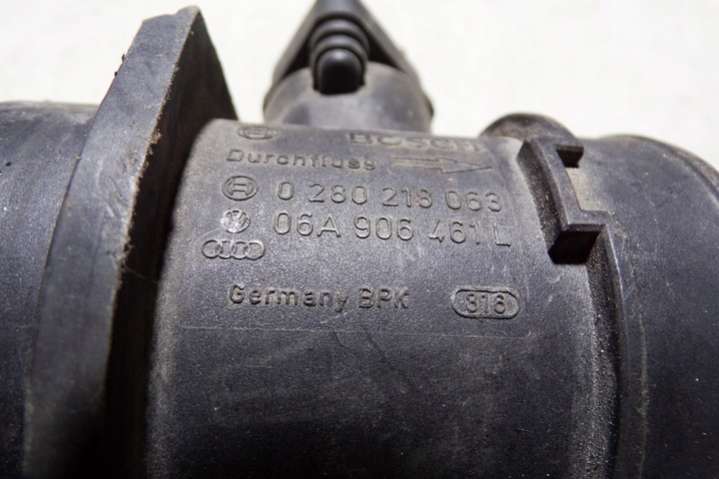 BOSCH
Durchfluss
0 280 218 063
06A 906 461 L
Germany BPK 316